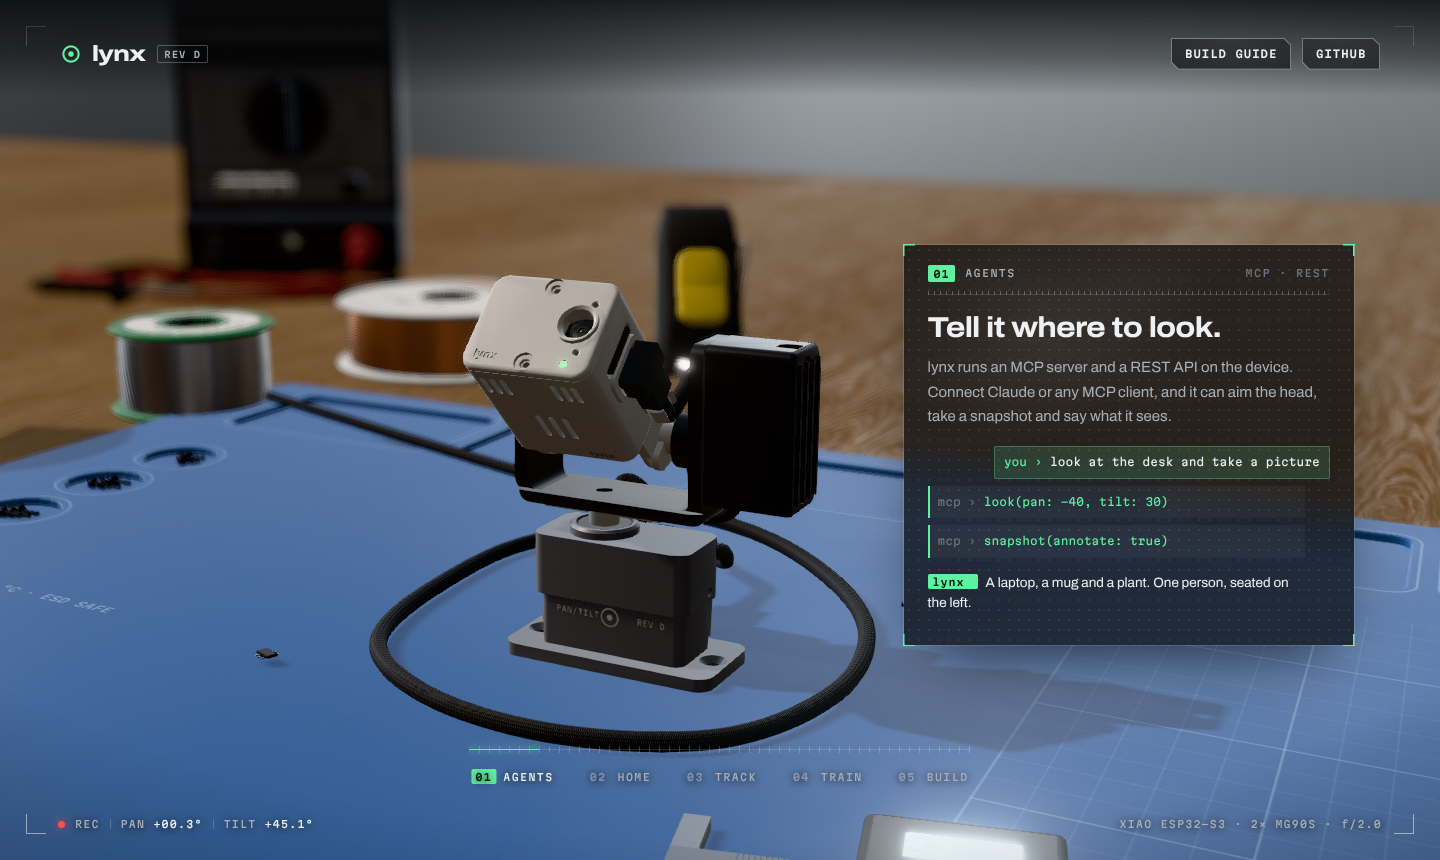 lynx REV D
BUILD GUIDE GITHUB
01 AGENTS MCP · REST
Tell it where to look.
lynx runs an MCP server and a REST API on the device.
Connect Claude or any MCP client, and it can aim the head,
take a snapshot and say what it sees.
you › look at the desk and take a picture
mcp › look(pan: −40, tilt: 30)
mcp › snapshot(annotate: true)
lynx A laptop, a mug and a plant. One person, seated on
the left.
lynx
PAN/TILT REV D
°C · ESD SAFE
01 AGENTS 02 HOME 03 TRACK 04 TRAIN 05 BUILD
REC PAN +00.3° TILT +45.1°
XIAO ESP32-S3 · 2× MG90S · f/2.0